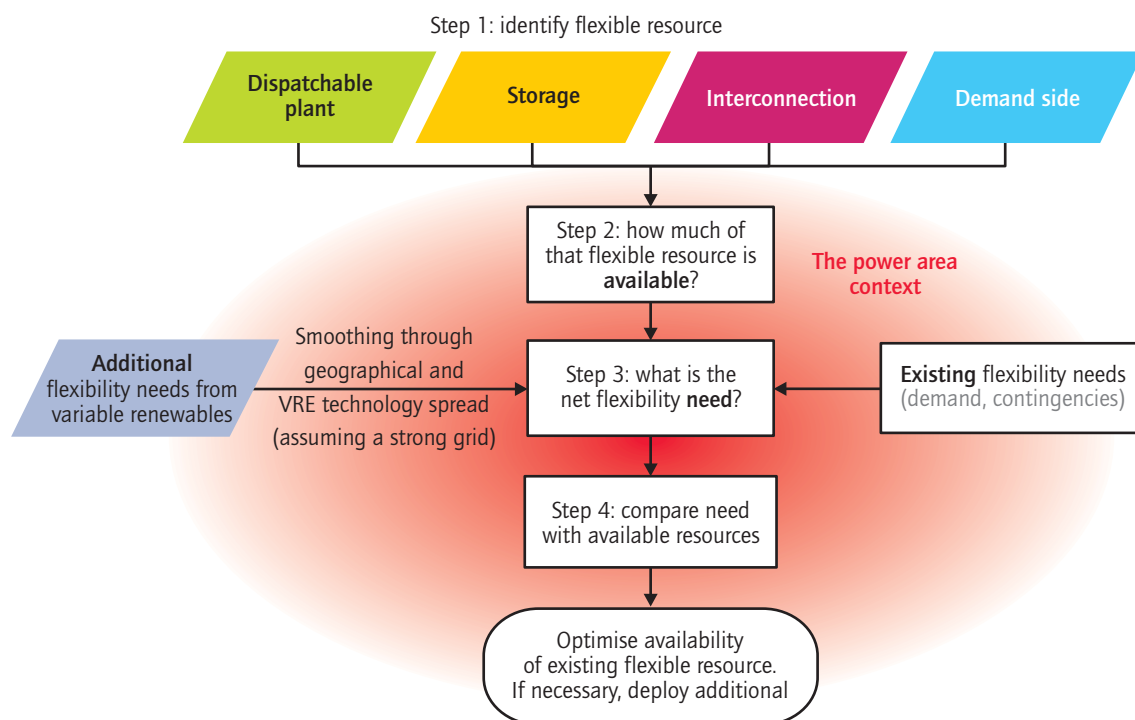 Step 1: identify flexible resource
Dispatchable
plant
Storage
Interconnection
Demand side
Step 2: how much of
that flexible resource is
available?
The power area
context
Additional
flexibility needs from
variable renewables
Smoothing through
geographical and
VRE technology spread
(assuming a strong grid)
Step 3: what is the
net flexibility need?
Existing flexibility needs
(demand, contingencies)
Step 4: compare need
with available resources
Optimise availability
of existing flexible resource.
If necessary, deploy additional